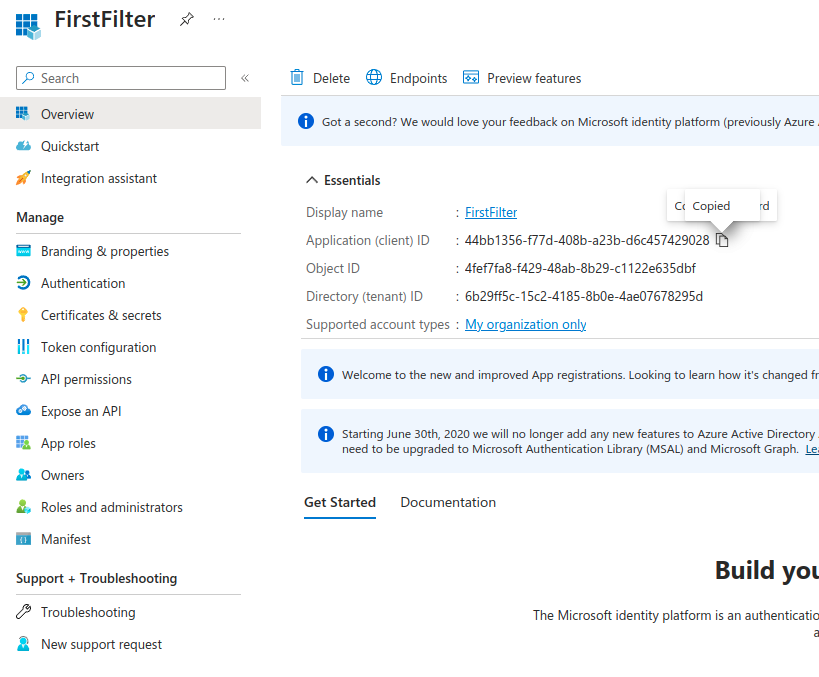 FirstFilter
Search
Delete
Endpoints
Preview features
Overview
Quickstart
Integration assistant
Manage
Branding & properties
Authentication
Certificates & secrets
Token configuration
API permissions
Expose an API
App roles
Owners
Roles and administrators
Manifest
Support + Troubleshooting
Troubleshooting
New support request
Got a second? We would love your feedback on Microsoft identity platform (previously Azure
Essentials
Copied
Display name : FirstFilter
Application (client) ID : 44bb1356-f77d-408b-a23b-d6c457429028
Object ID : 4fef7fa8-f429-48ab-8b29-c1122e635dbf
Directory (tenant) ID : 6b29ff5c-15c2-4185-8b0e-4ae07678295d
Supported account types : My organization only
Welcome to the new and improved App registrations. Looking to learn how it's changed
Starting June 30th, 2020 we will no longer add any new features to Azure Active Directory
need to be upgraded to Microsoft Authentication Library (MSAL) and Microsoft Graph.
Get Started
Documentation
Build
The Microsoft identity platform is an